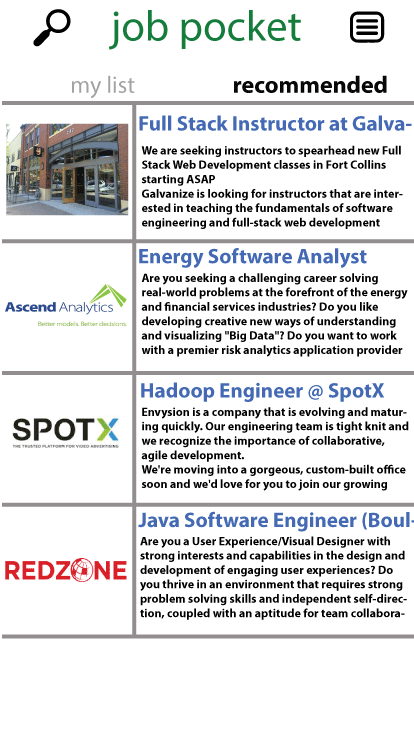 job pocket
my list
recommended
Full Stack Instructor at Galva-
We are seeking instructors to spearhead new Full
Stack Web Development classes in Fort Collins
starting ASAP
Galvanize is looking for instructors that are inter-
ested in teaching the fundamentals of software
engineering and full-stack web development
Energy Software Analyst
Ascend Analytics
Better models. Better decisions.
Are you seeking a challenging career solving
real-world problems at the forefront of the energy
and financial services industries? Do you like
developing creative new ways of understanding
and visualizing "Big Data"? Do you want to work
with a premier risk analytics application provider
Hadoop Engineer @ SpotX
SPOTX
THE TRUSTED PLATFORM FOR VIDEO ADVERTISING
Envysion is a company that is evolving and matur-
ing quickly. Our engineering team is tight knit and
we recognize the importance of collaborative,
agile development.
We're moving into a gorgeous, custom-built office
soon and we'd love for you to join our growing
Java Software Engineer (Boul-
REDZONE
Are you a User Experience/Visual Designer with
strong interests and capabilities in the design and
development of engaging user experiences? Do
you thrive in an environment that requires strong
problem solving skills and independent self-direc-
tion, coupled with an aptitude for team collabora-